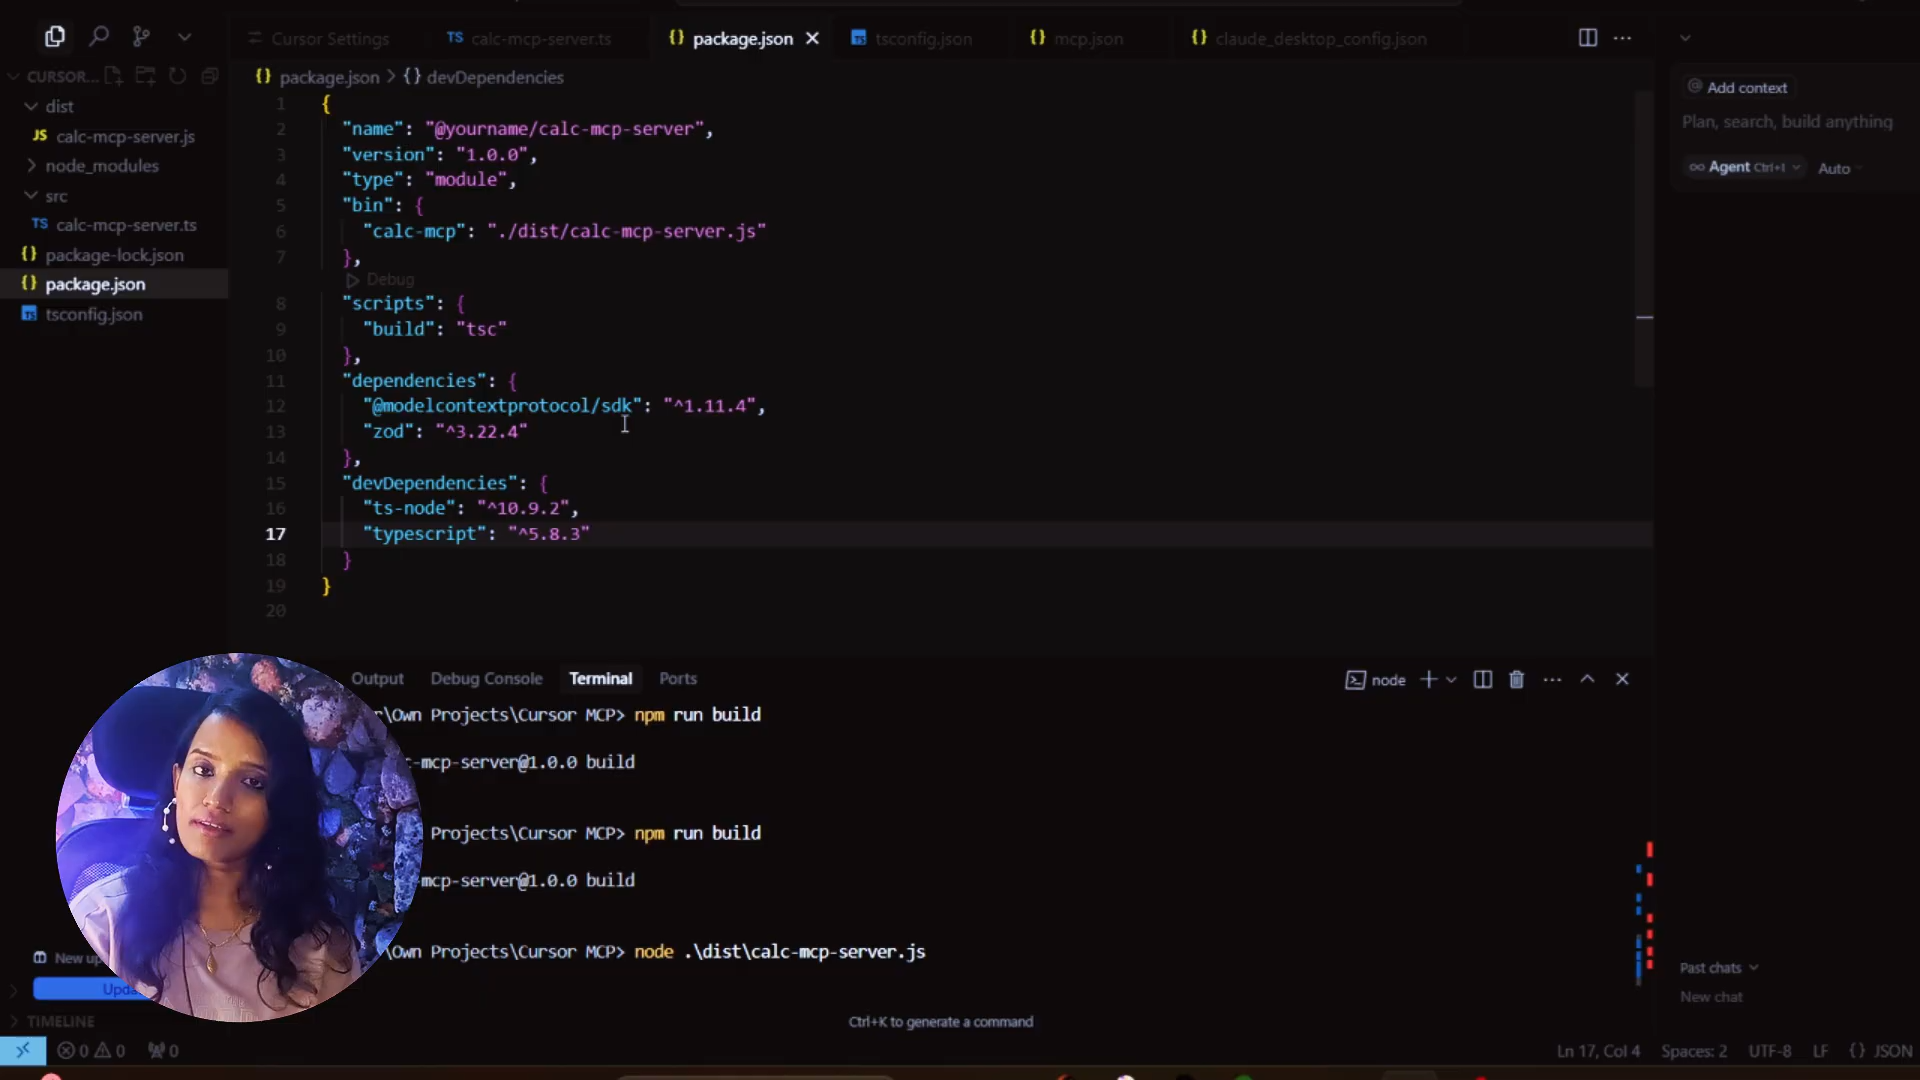 Cursor Settings
TS calc-mcp-server.ts
{} package.json
TS tsconfig.json
{} mcp.json
{} claude_desktop_config.json
CURSOR...
dist
JS calc-mcp-server.js
node_modules
src
TS calc-mcp-server.ts
{} package-lock.json
{} package.json
TS tsconfig.json
{} package.json > {} devDependencies
1 {
2 "name": "@yourname/calc-mcp-server",
3 "version": "1.0.0",
4 "type": "module",
5 "bin": {
6 "calc-mcp": "./dist/calc-mcp-server.js"
7 },
Debug
8 "scripts": {
9 "build": "tsc"
10 },
11 "dependencies": {
12 "@modelcontextprotocol/sdk": "^1.11.4",
13 "zod": "^3.22.4"
14 },
15 "devDependencies": {
16 "ts-node": "^10.9.2",
17 "typescript": "^5.8.3"
18 }
19 }
20
@ Add context
Plan, search, build anything
∞ Agent Ctrl+I Auto
Output Debug Console Terminal Ports
node
\Own Projects\Cursor MCP> npm run build
-mcp-server@1.0.0 build
Projects\Cursor MCP> npm run build
mcp-server@1.0.0 build
\Own Projects\Cursor MCP> node .\dist\calc-mcp-server.js
Ctrl+K to generate a command
New
TIMELINE
Past chats
New chat
0 0 0
Ln 17, Col 4 Spaces: 2 UTF-8 LF {} JSON